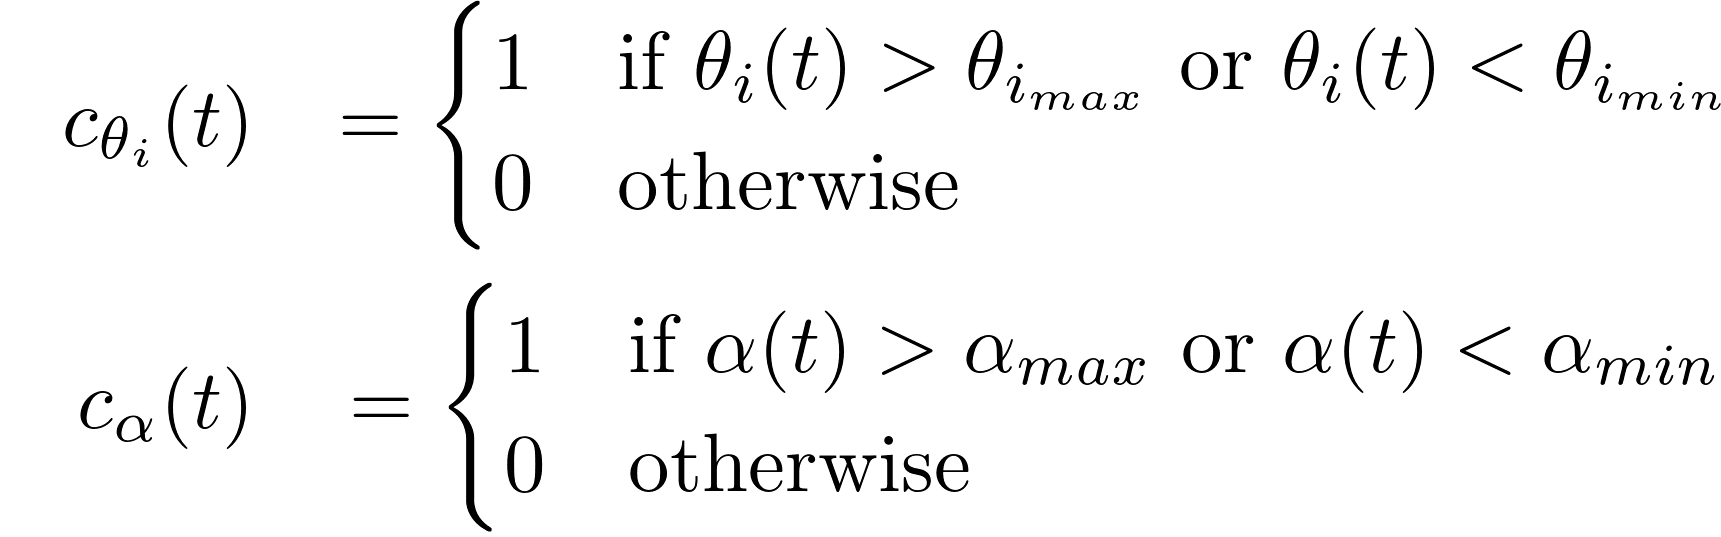 $c_{\theta_i}(t) = \begin{cases} 1 & \text{if } \theta_i(t) > \theta_{i_{max}} \text{ or } \theta_i(t) < \theta_{i_{min}} \\ 0 & \text{otherwise} \end{cases}$
$c_{\alpha}(t) = \begin{cases} 1 & \text{if } \alpha(t) > \alpha_{max} \text{ or } \alpha(t) < \alpha_{min} \\ 0 & \text{otherwise} \end{cases}$